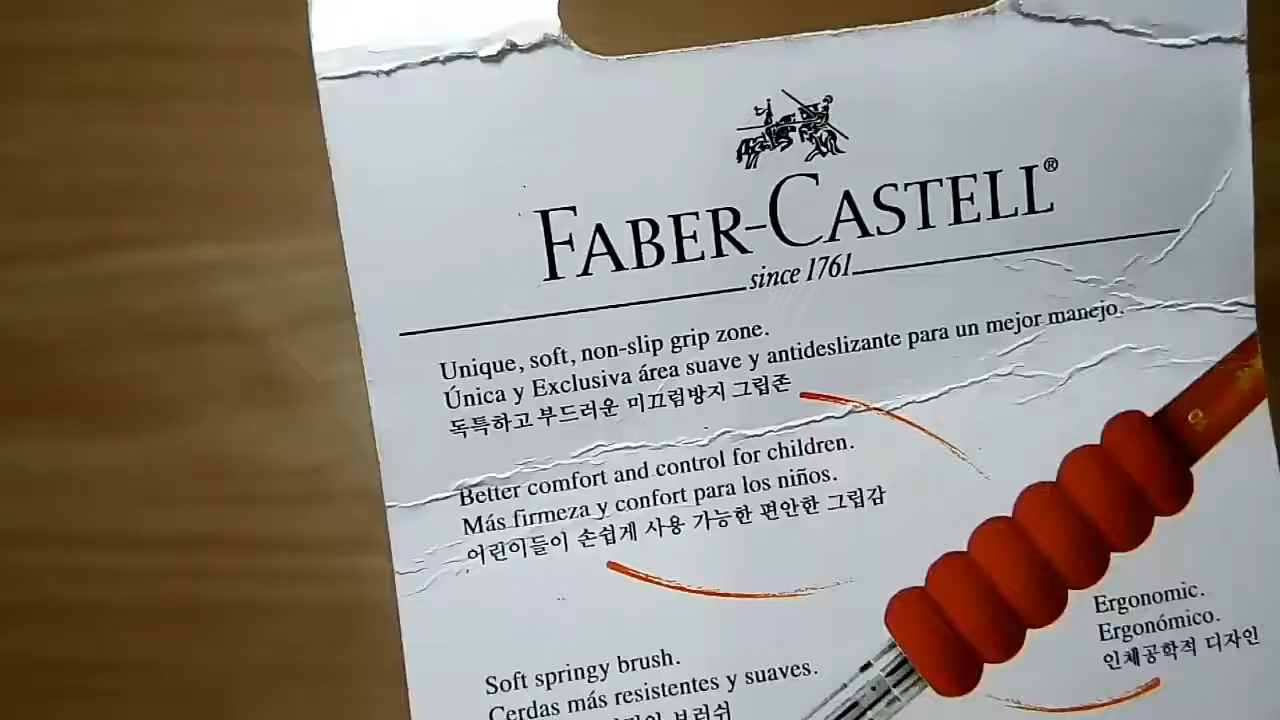 FABER-CASTELL®
since 1761
Unique, soft, non-slip grip zone.
Única y Exclusiva área suave y antideslizante para un mejor manejo.
독특하고 부드러운 미끄럼방지 그립존
Better comfort and control for children.
Más firmeza y confort para los niños.
어린이들이 손쉽게 사용 가능한 편안한 그립감
Ergonomic.
Ergonómico.
인체공학적 디자인
Soft springy brush.
Cerdas más resistentes y suaves.
브러쉬